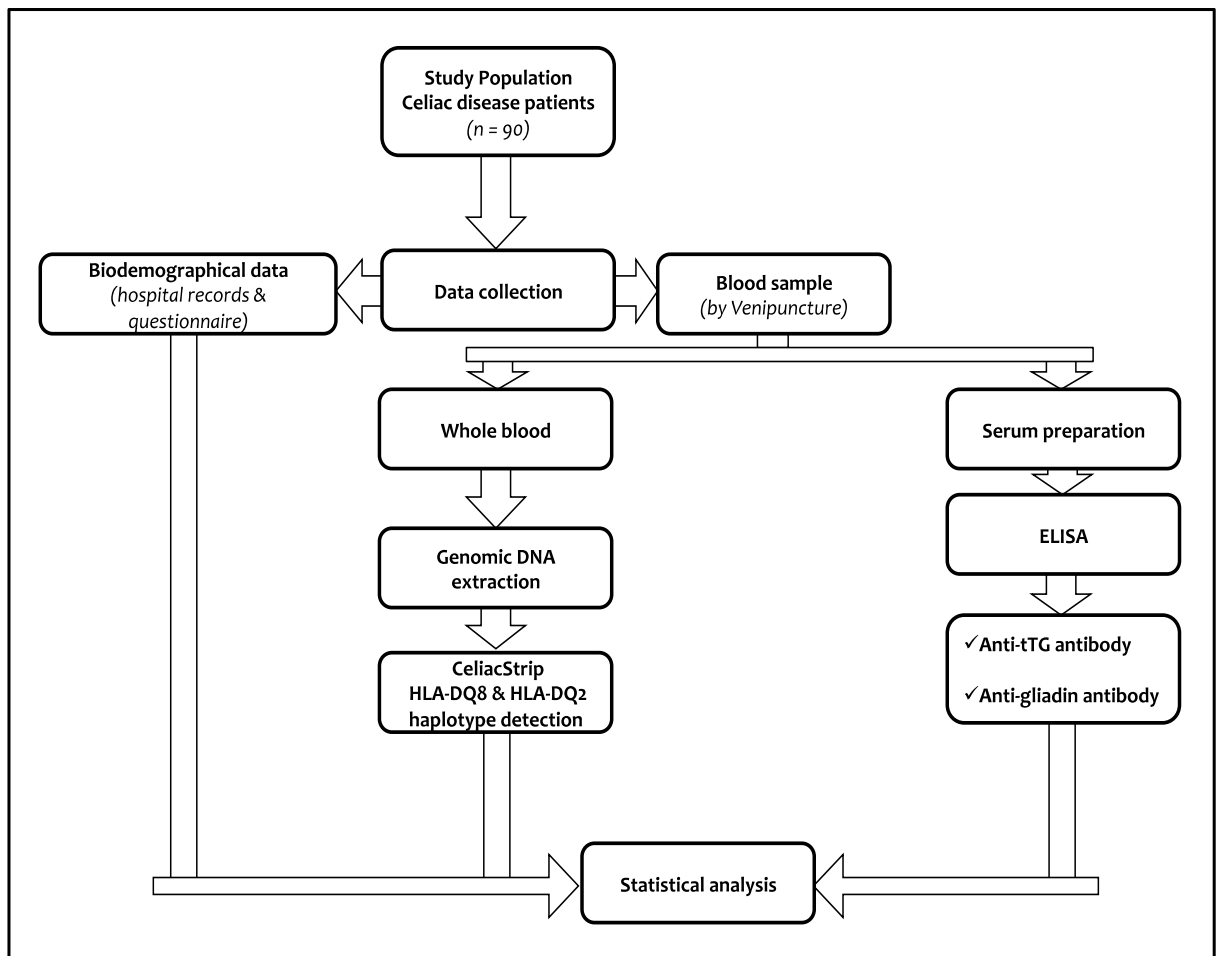 Study Population
Celiac disease patients
(n = 90)
Biodemographical data
(hospital records &
questionnaire)
Data collection
Blood sample
(by Venipuncture)
Whole blood
Serum preparation
Genomic DNA
extraction
ELISA
CeliacStrip
HLA-DQ8 & HLA-DQ2
haplotype detection
✓Anti-tTG antibody
✓Anti-gliadin antibody
Statistical analysis